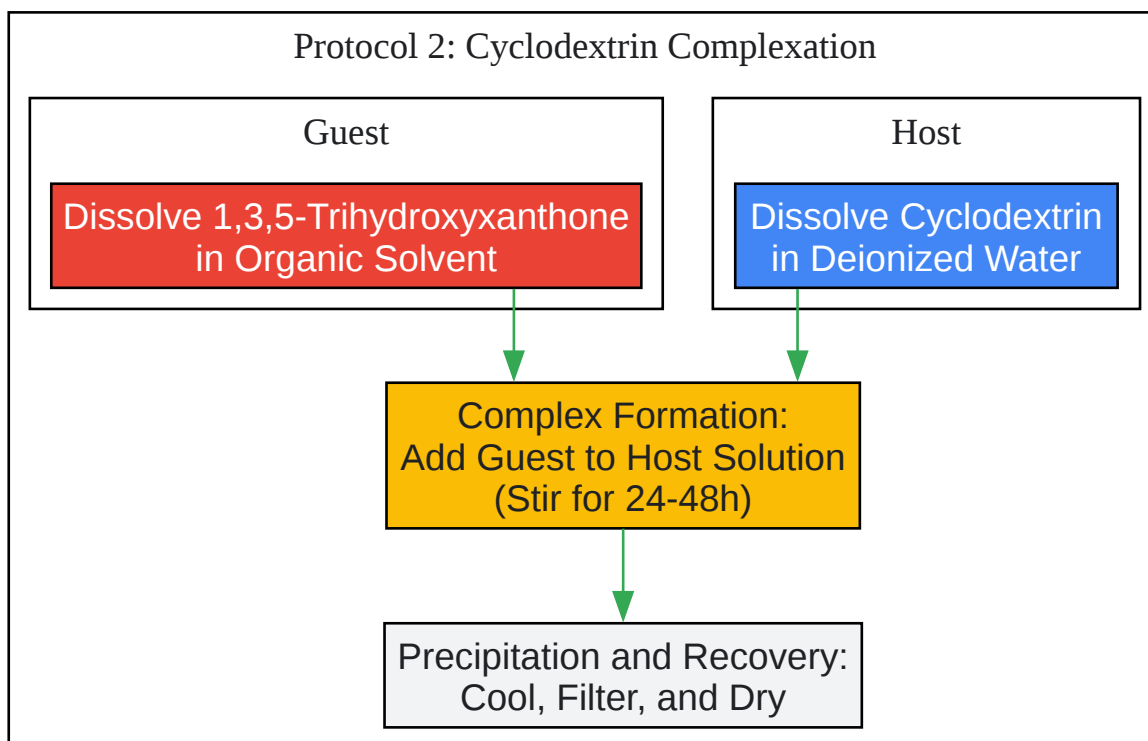 Protocol 2: Cyclodextrin Complexation
Guest
Host
Dissolve 1,3,5-Trihydroxyxanthone
in Organic Solvent
Dissolve Cyclodextrin
in Deionized Water
Complex Formation:
Add Guest to Host Solution
(Stir for 24-48h)
Precipitation and Recovery:
Cool, Filter, and Dry